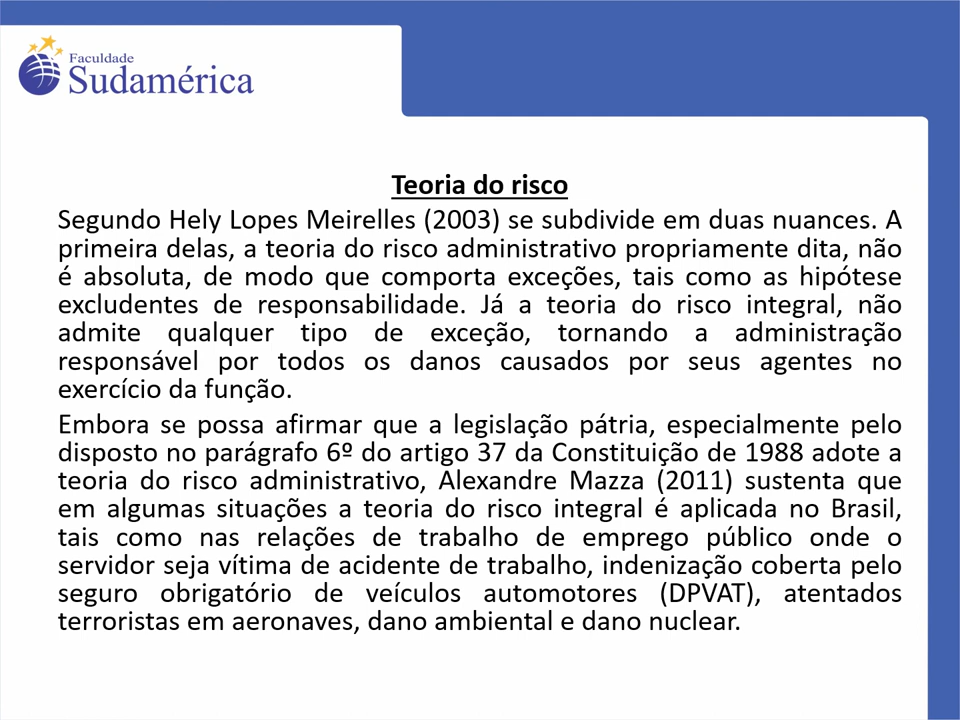 Faculdade
Sudamérica
Teoria do risco
Segundo Hely Lopes Meirelles (2003) se subdivide em duas nuances. A
primeira delas, a teoria do risco administrativo propriamente dita, não
é absoluta, de modo que comporta exceções, tais como as hipótese
excludentes de responsabilidade. Já a teoria do risco integral, não
admite qualquer tipo de exceção, tornando a administração
responsável por todos os danos causados por seus agentes no
exercício da função.
Embora se possa afirmar que a legislação pátria, especialmente pelo
disposto no parágrafo 6º do artigo 37 da Constituição de 1988 adote a
teoria do risco administrativo, Alexandre Mazza (2011) sustenta que
em algumas situações a teoria do risco integral é aplicada no Brasil,
tais como nas relações de trabalho de emprego público onde o
servidor seja vítima de acidente de trabalho, indenização coberta pelo
seguro obrigatório de veículos automotores (DPVAT), atentados
terroristas em aeronaves, dano ambiental e dano nuclear.